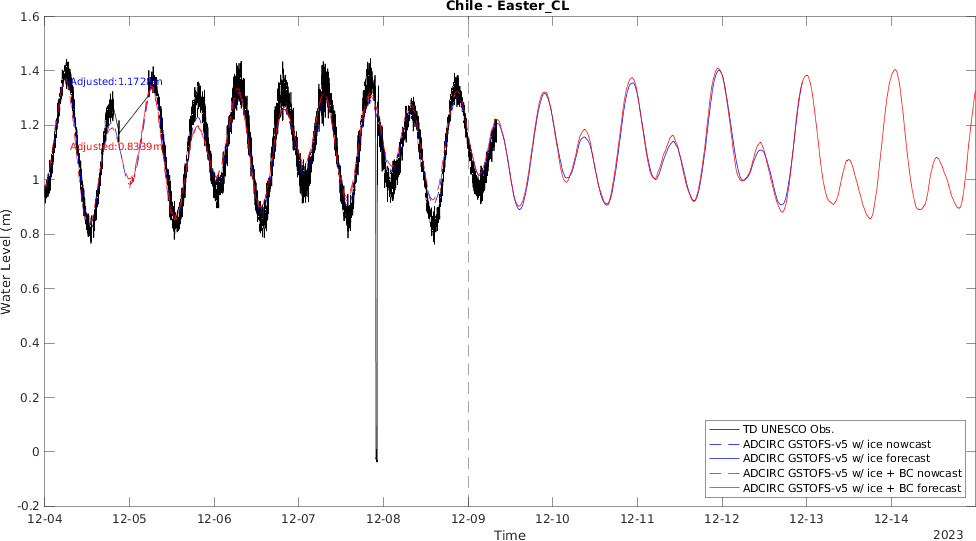 Chile - Easter_CL
1.6
1.4
1.2
1
0.8
0.6
0.4
0.2
0
-0.2
Water Level (m)
Adjusted:1.1728m
Adjusted:0.8339m
TD UNESCO Obs.
ADCIRC GSTOFS-v5 w/ ice nowcast
ADCIRC GSTOFS-v5 w/ ice forecast
ADCIRC GSTOFS-v5 w/ ice + BC nowcast
ADCIRC GSTOFS-v5 w/ ice + BC forecast
12-04 12-05 12-06 12-07 12-08 12-09 12-10 12-11 12-12 12-13 12-14
Time
2023